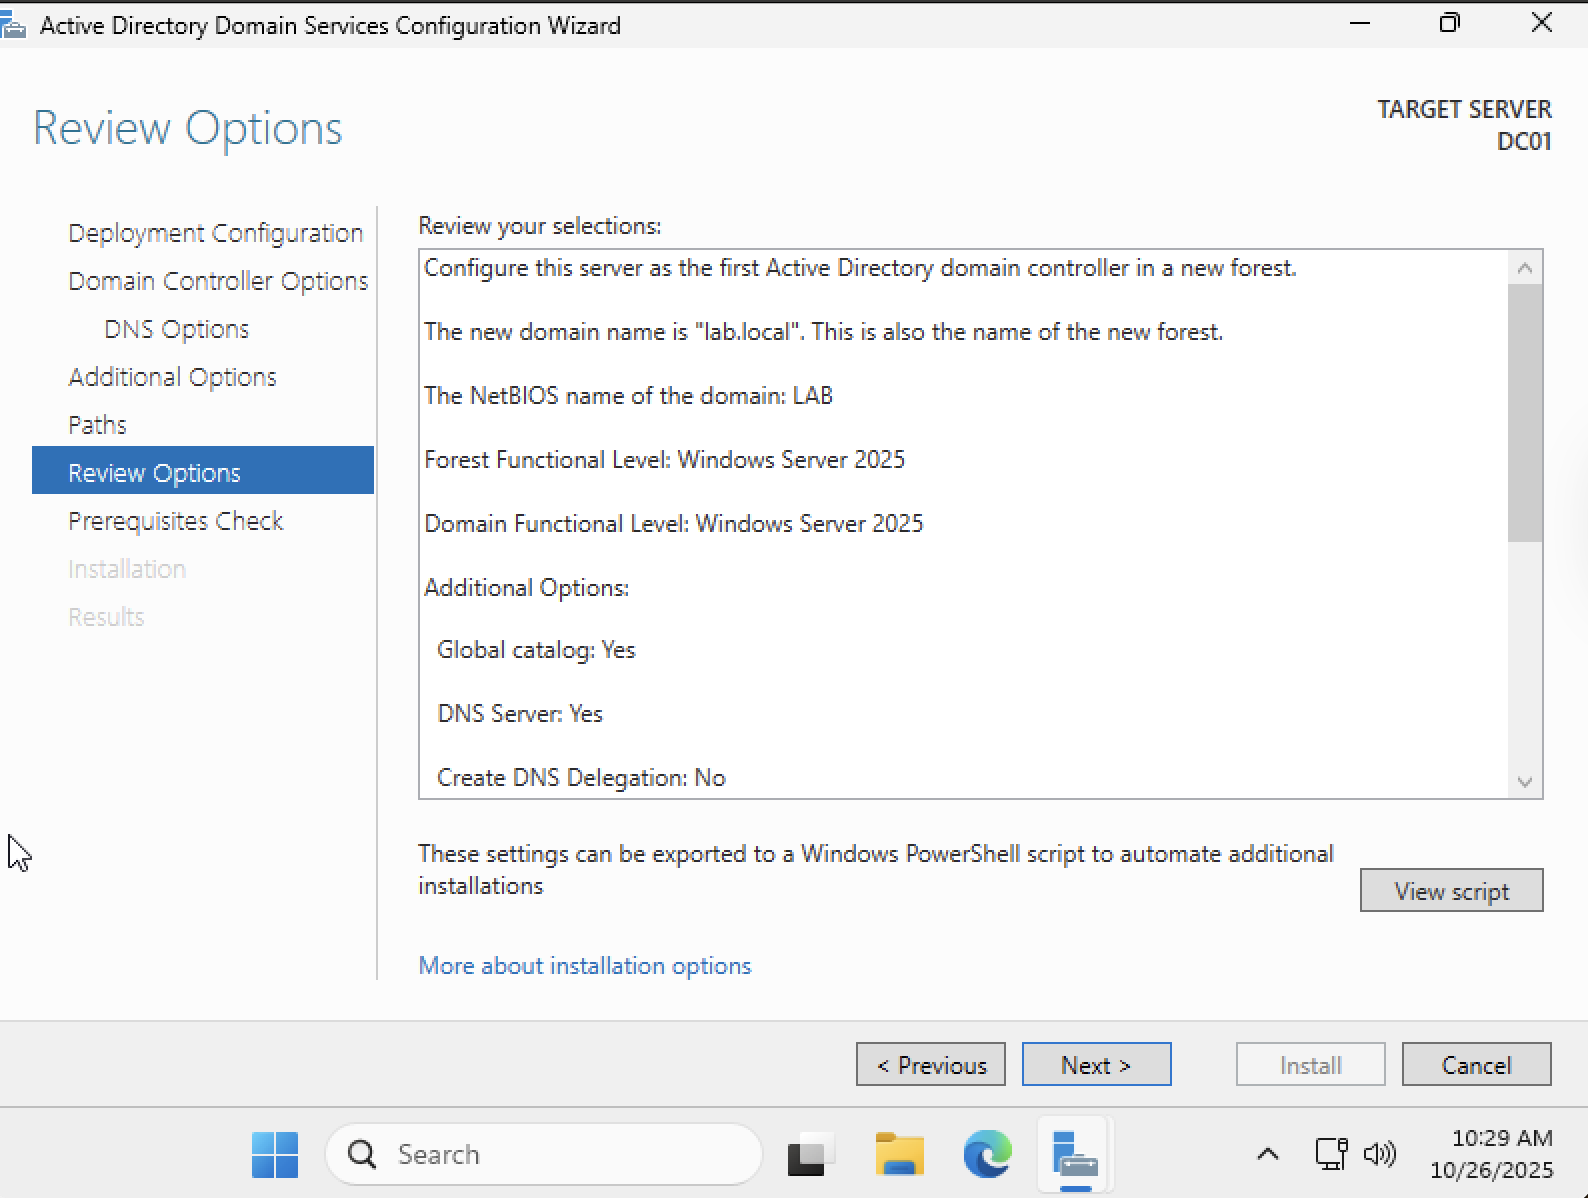 Active Directory Domain Services Configuration Wizard
Review Options
TARGET SERVER
DC01
Deployment Configuration
Domain Controller Options
DNS Options
Additional Options
Paths
Review Options
Prerequisites Check
Installation
Results
Review your selections:
Configure this server as the first Active Directory domain controller in a new forest.
The new domain name is "lab.local". This is also the name of the new forest.
The NetBIOS name of the domain: LAB
Forest Functional Level: Windows Server 2025
Domain Functional Level: Windows Server 2025
Additional Options:
Global catalog: Yes
DNS Server: Yes
Create DNS Delegation: No
These settings can be exported to a Windows PowerShell script to automate additional
installations
View script
More about installation options
< Previous
Next >
Install
Cancel
Search
10:29 AM
10/26/2025